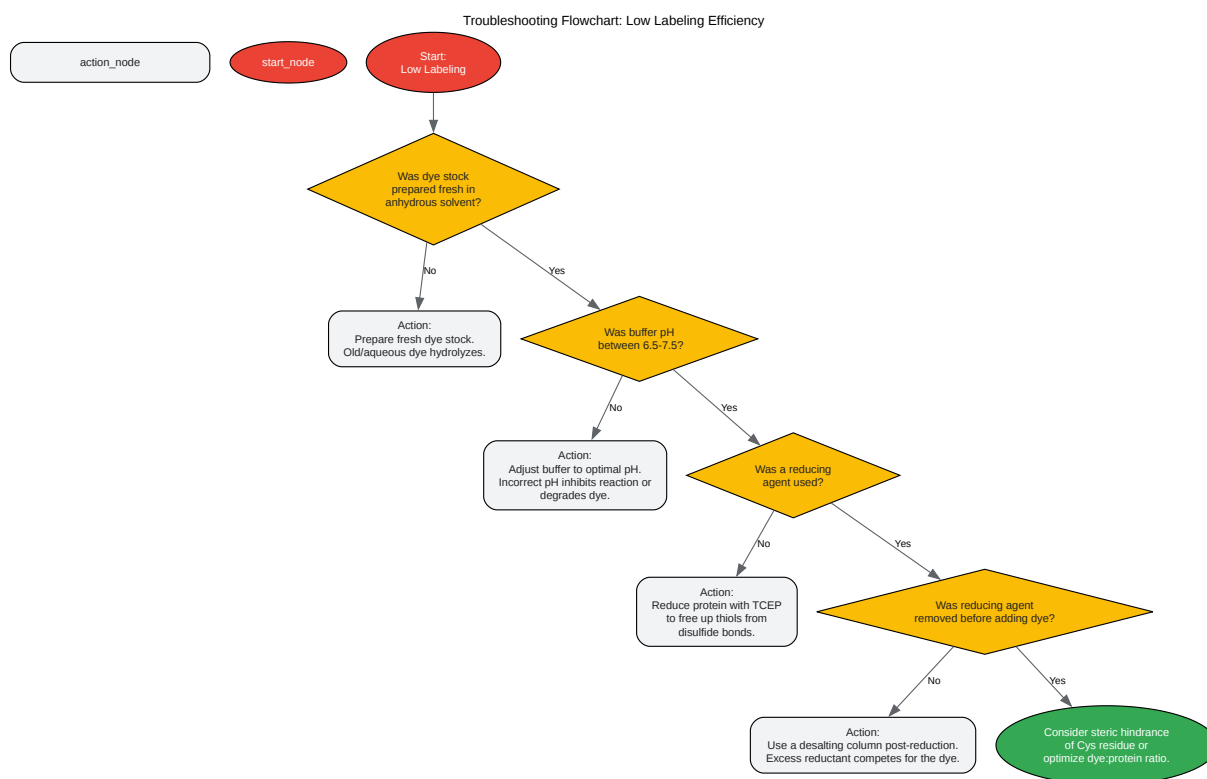 Troubleshooting Flowchart: Low Labeling Efficiency
action_node
start_node
Start:
Low Labeling
Was dye stock
prepared fresh in
anhydrous solvent?
No
Yes
Action:
Prepare fresh dye stock.
Old/aqueous dye hydrolyzes.
Was buffer pH
between 6.5-7.5?
No
Yes
Action:
Adjust buffer to optimal pH.
Incorrect pH inhibits reaction or
degrades dye.
Was a reducing
agent used?
No
Yes
Action:
Reduce protein with TCEP
to free up thiols from
disulfide bonds.
Was reducing agent
removed before adding dye?
No
Yes
Action:
Use a desalting column post-reduction.
Excess reductant competes for the dye.
Consider steric hindrance
of Cys residue or
optimize dye:protein ratio.